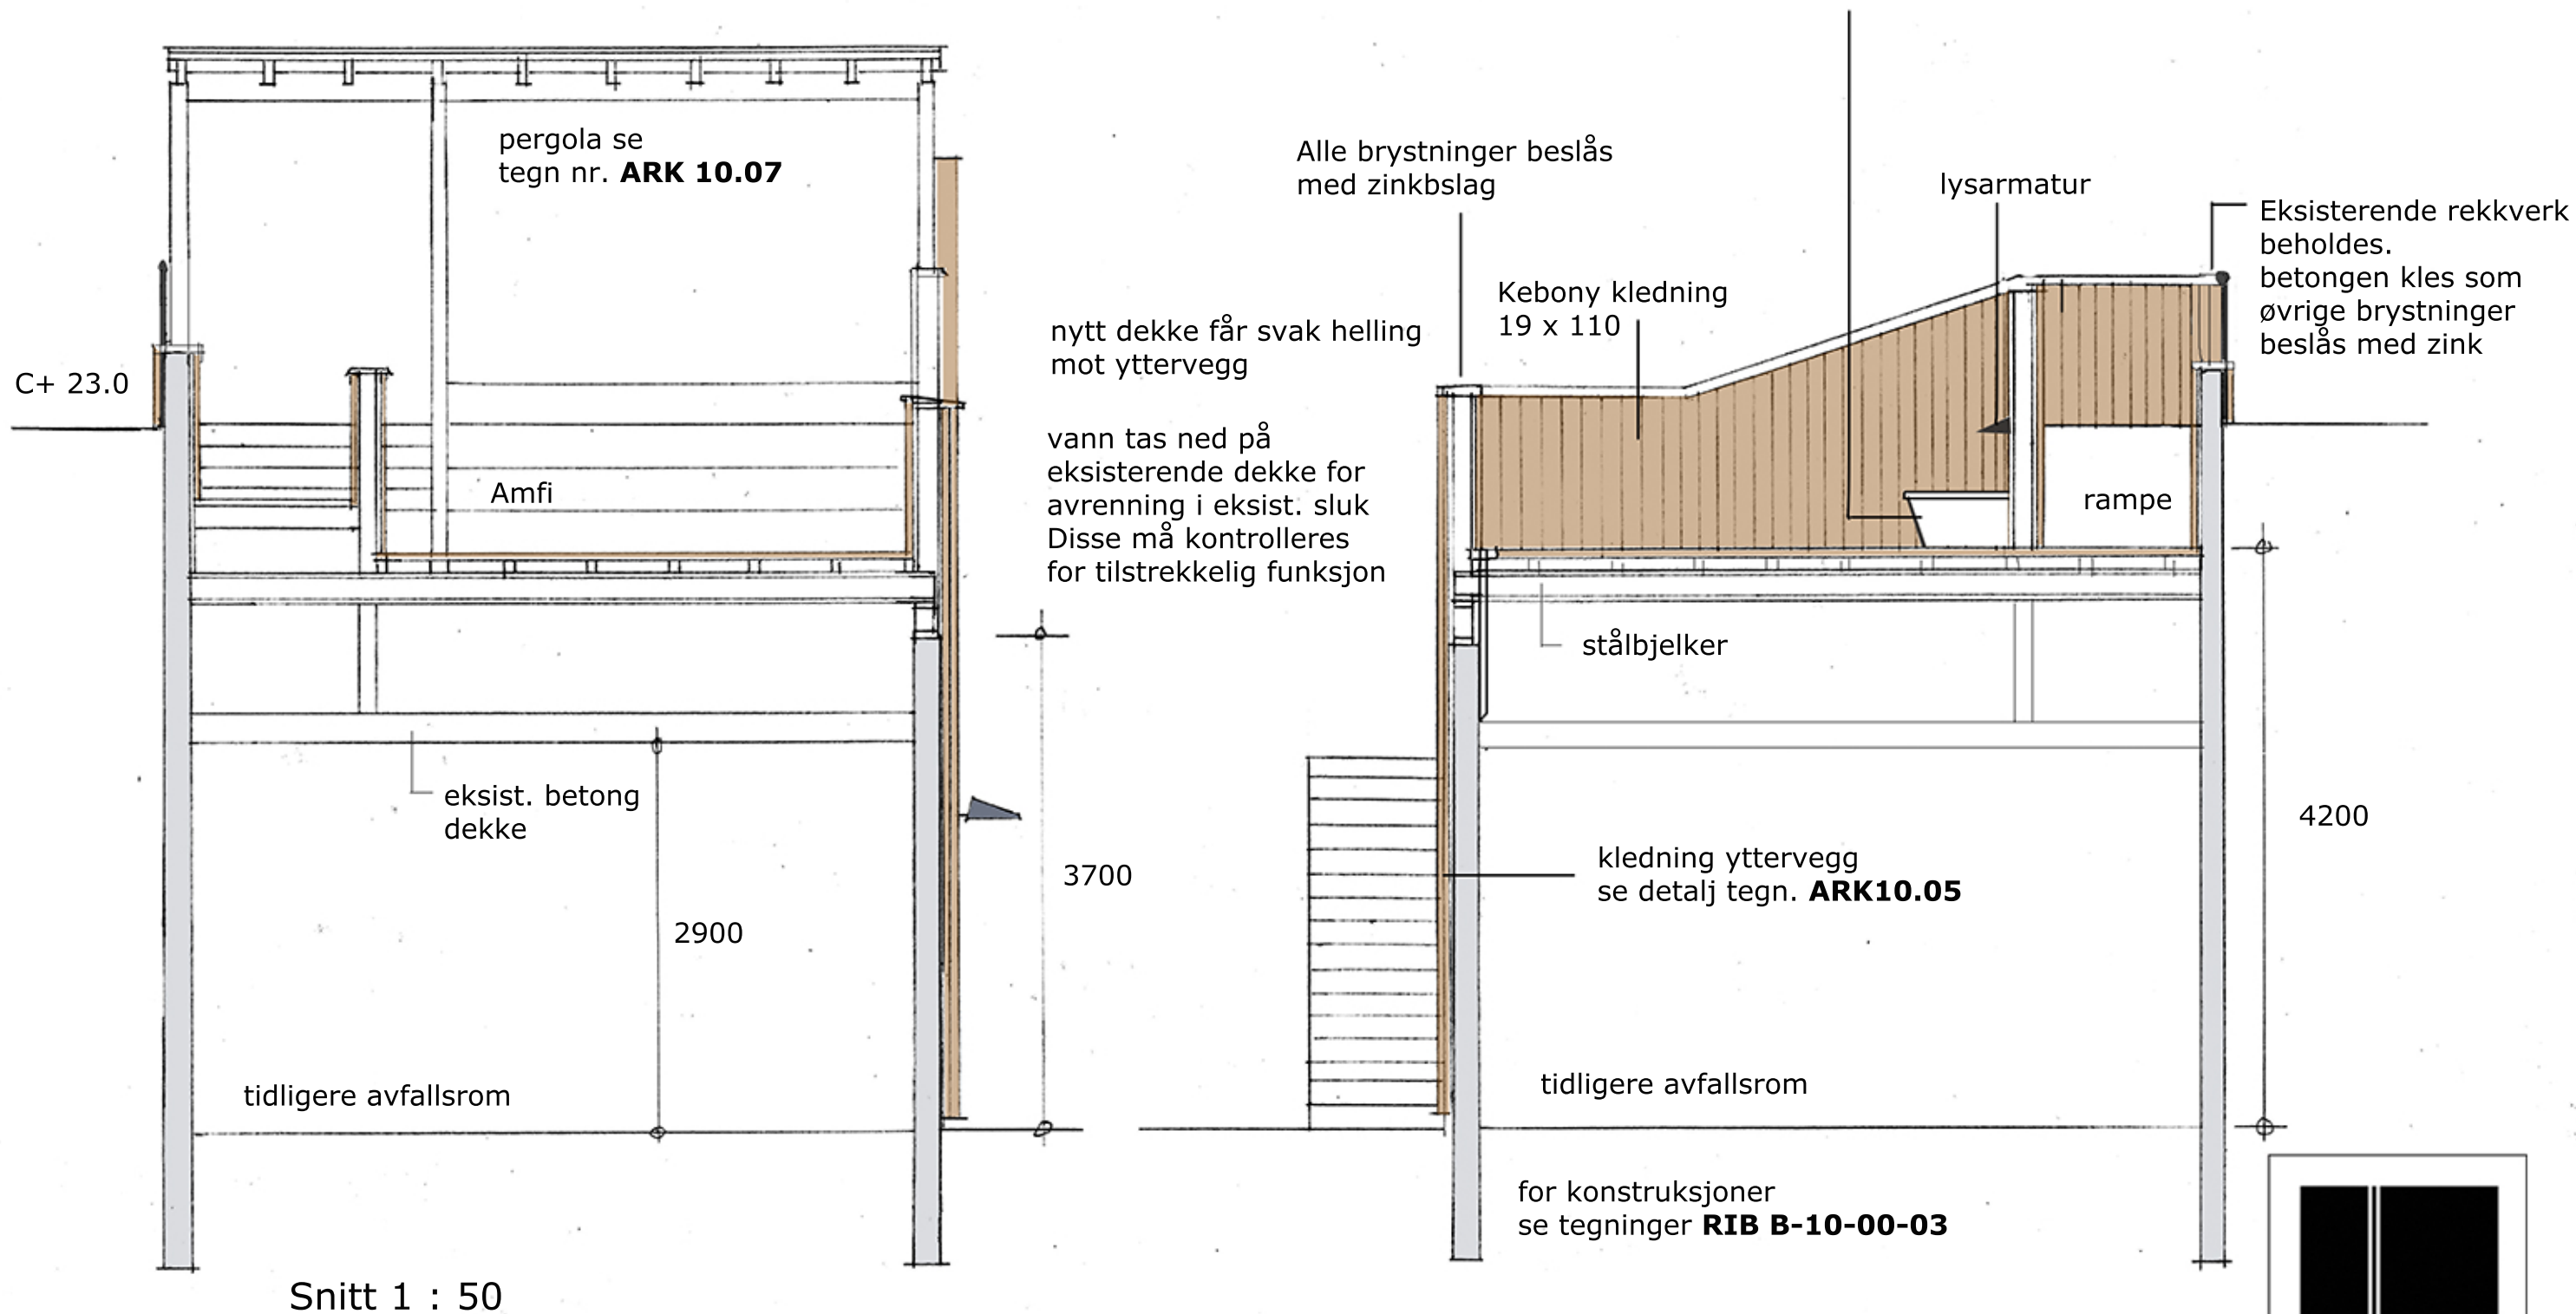 pergola se
tegn nr. ARK 10.07
C+ 23.0
Amfi
nytt dekke får svak helling
mot yttervegg
vann tas ned på
eksisterende dekke for
avrenning i eksist. sluk
Disse må kontrolleres
for tilstrekkelig funksjon
eksist. betong
dekke
2900
3700
tidligere avfallsrom
Snitt 1 : 50
Alle brystninger beslås
med zinkbslag
Kebony kledning
19 x 110
lysarmatur
Eksisterende rekkverk
beholdes.
betongen kles som
øvrige brystninger
beslås med zink
rampe
stålbjelker
4200
kledning yttervegg
se detalj tegn. ARK10.05
tidligere avfallsrom
for konstruksjoner
se tegninger RIB B-10-00-03